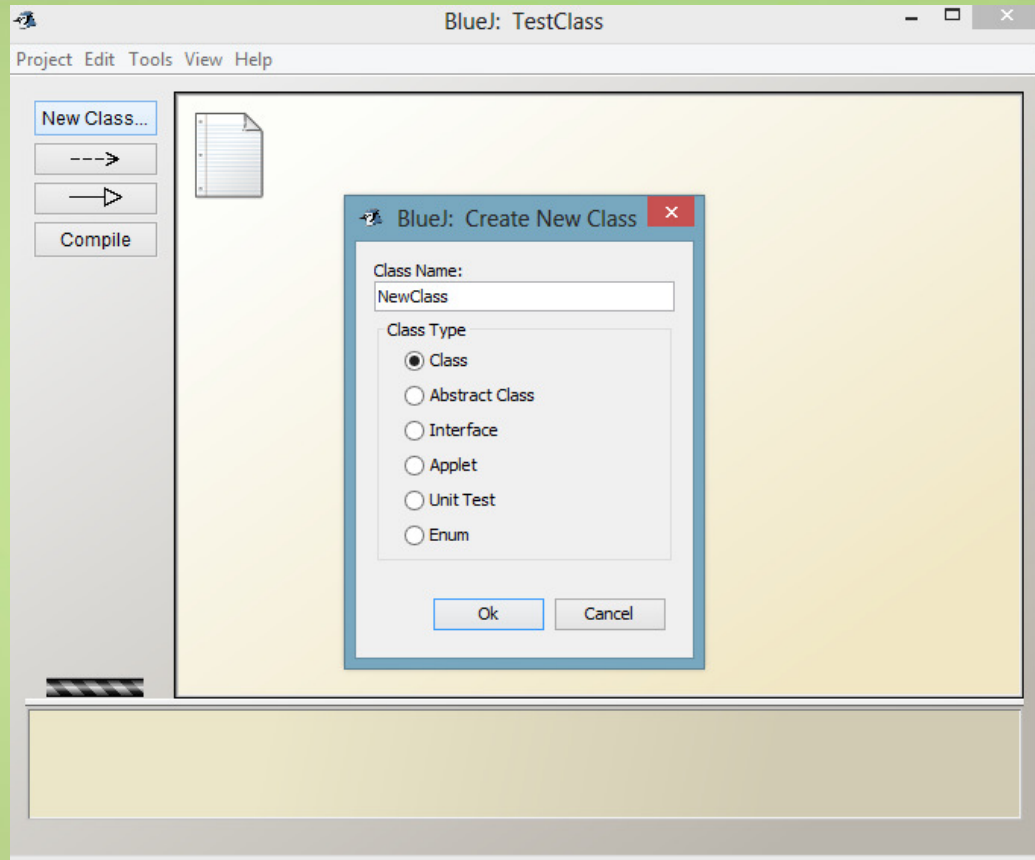 BlueJ: TestClass
Project Edit Tools View Help
New Class...
Compile
BlueJ: Create New Class
Class Name:
NewClass
Class Type
Class
Abstract Class
Interface
Applet
Unit Test
Enum
Ok Cancel